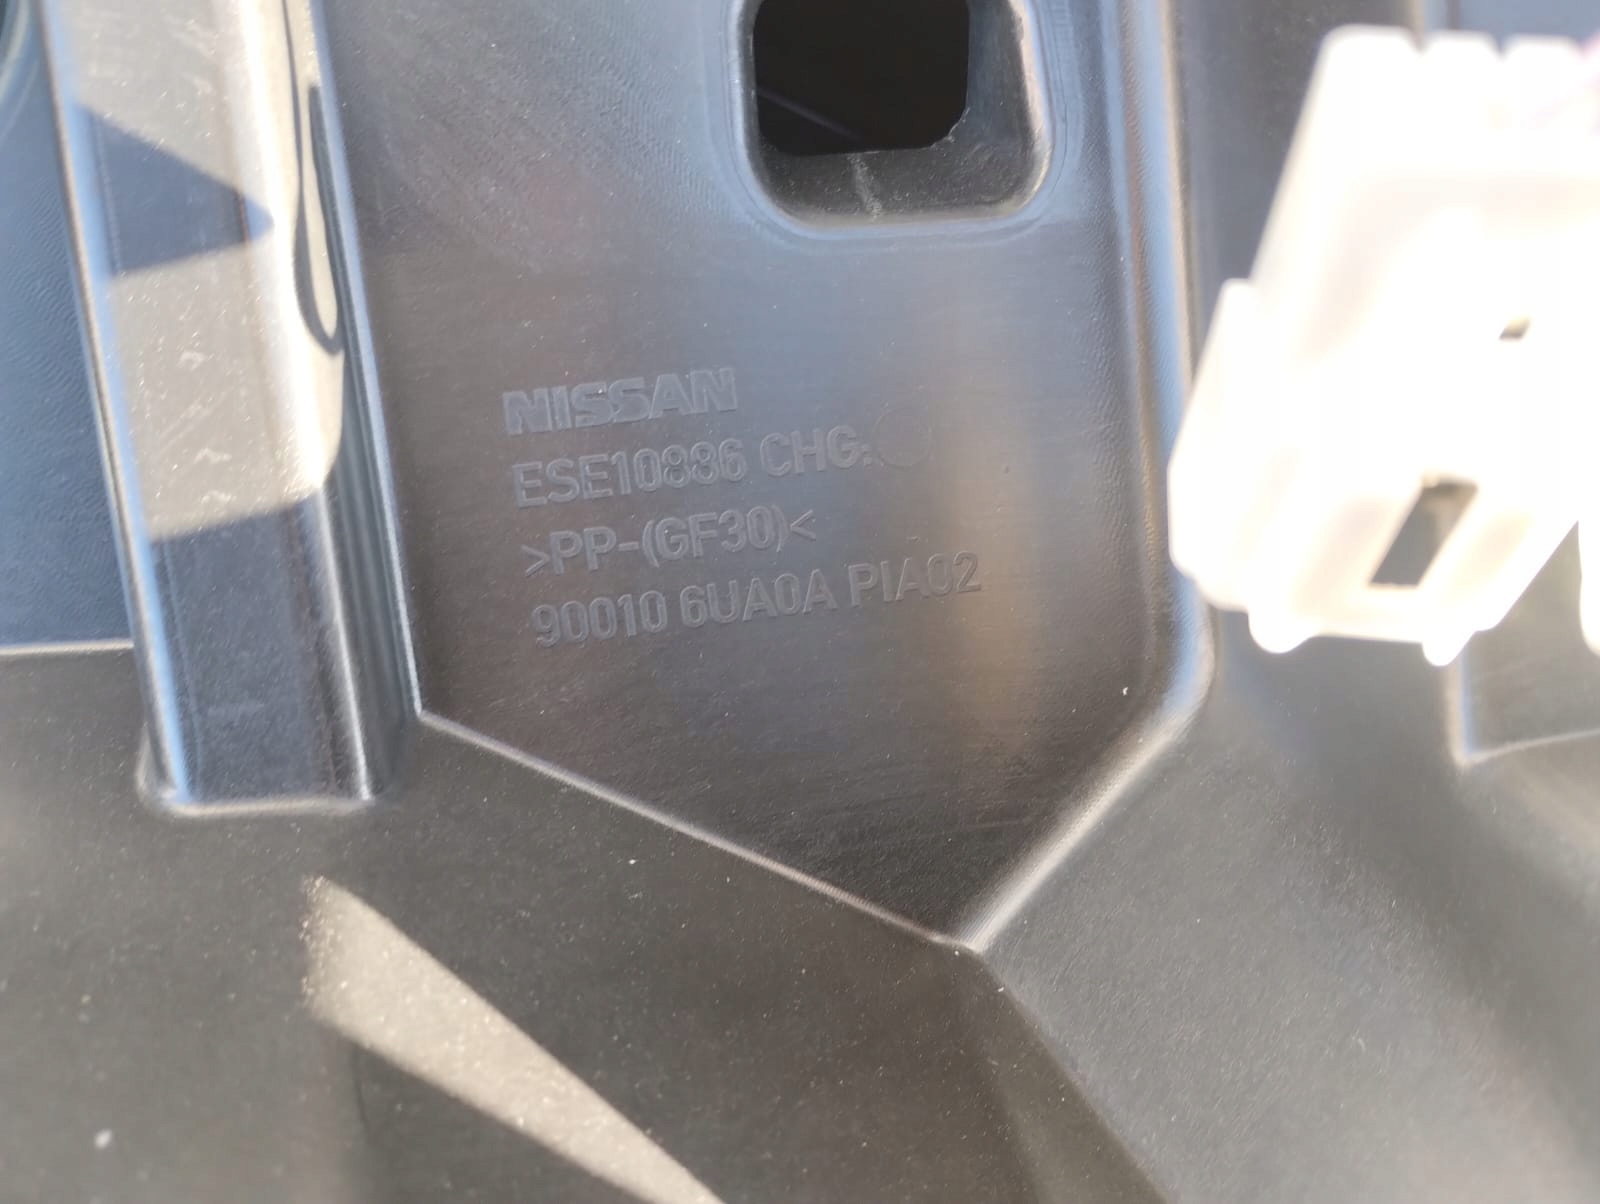 NISSAN
ESE10886 CHG:
>PP-(GF30)<
90010 6UA0A PIA02